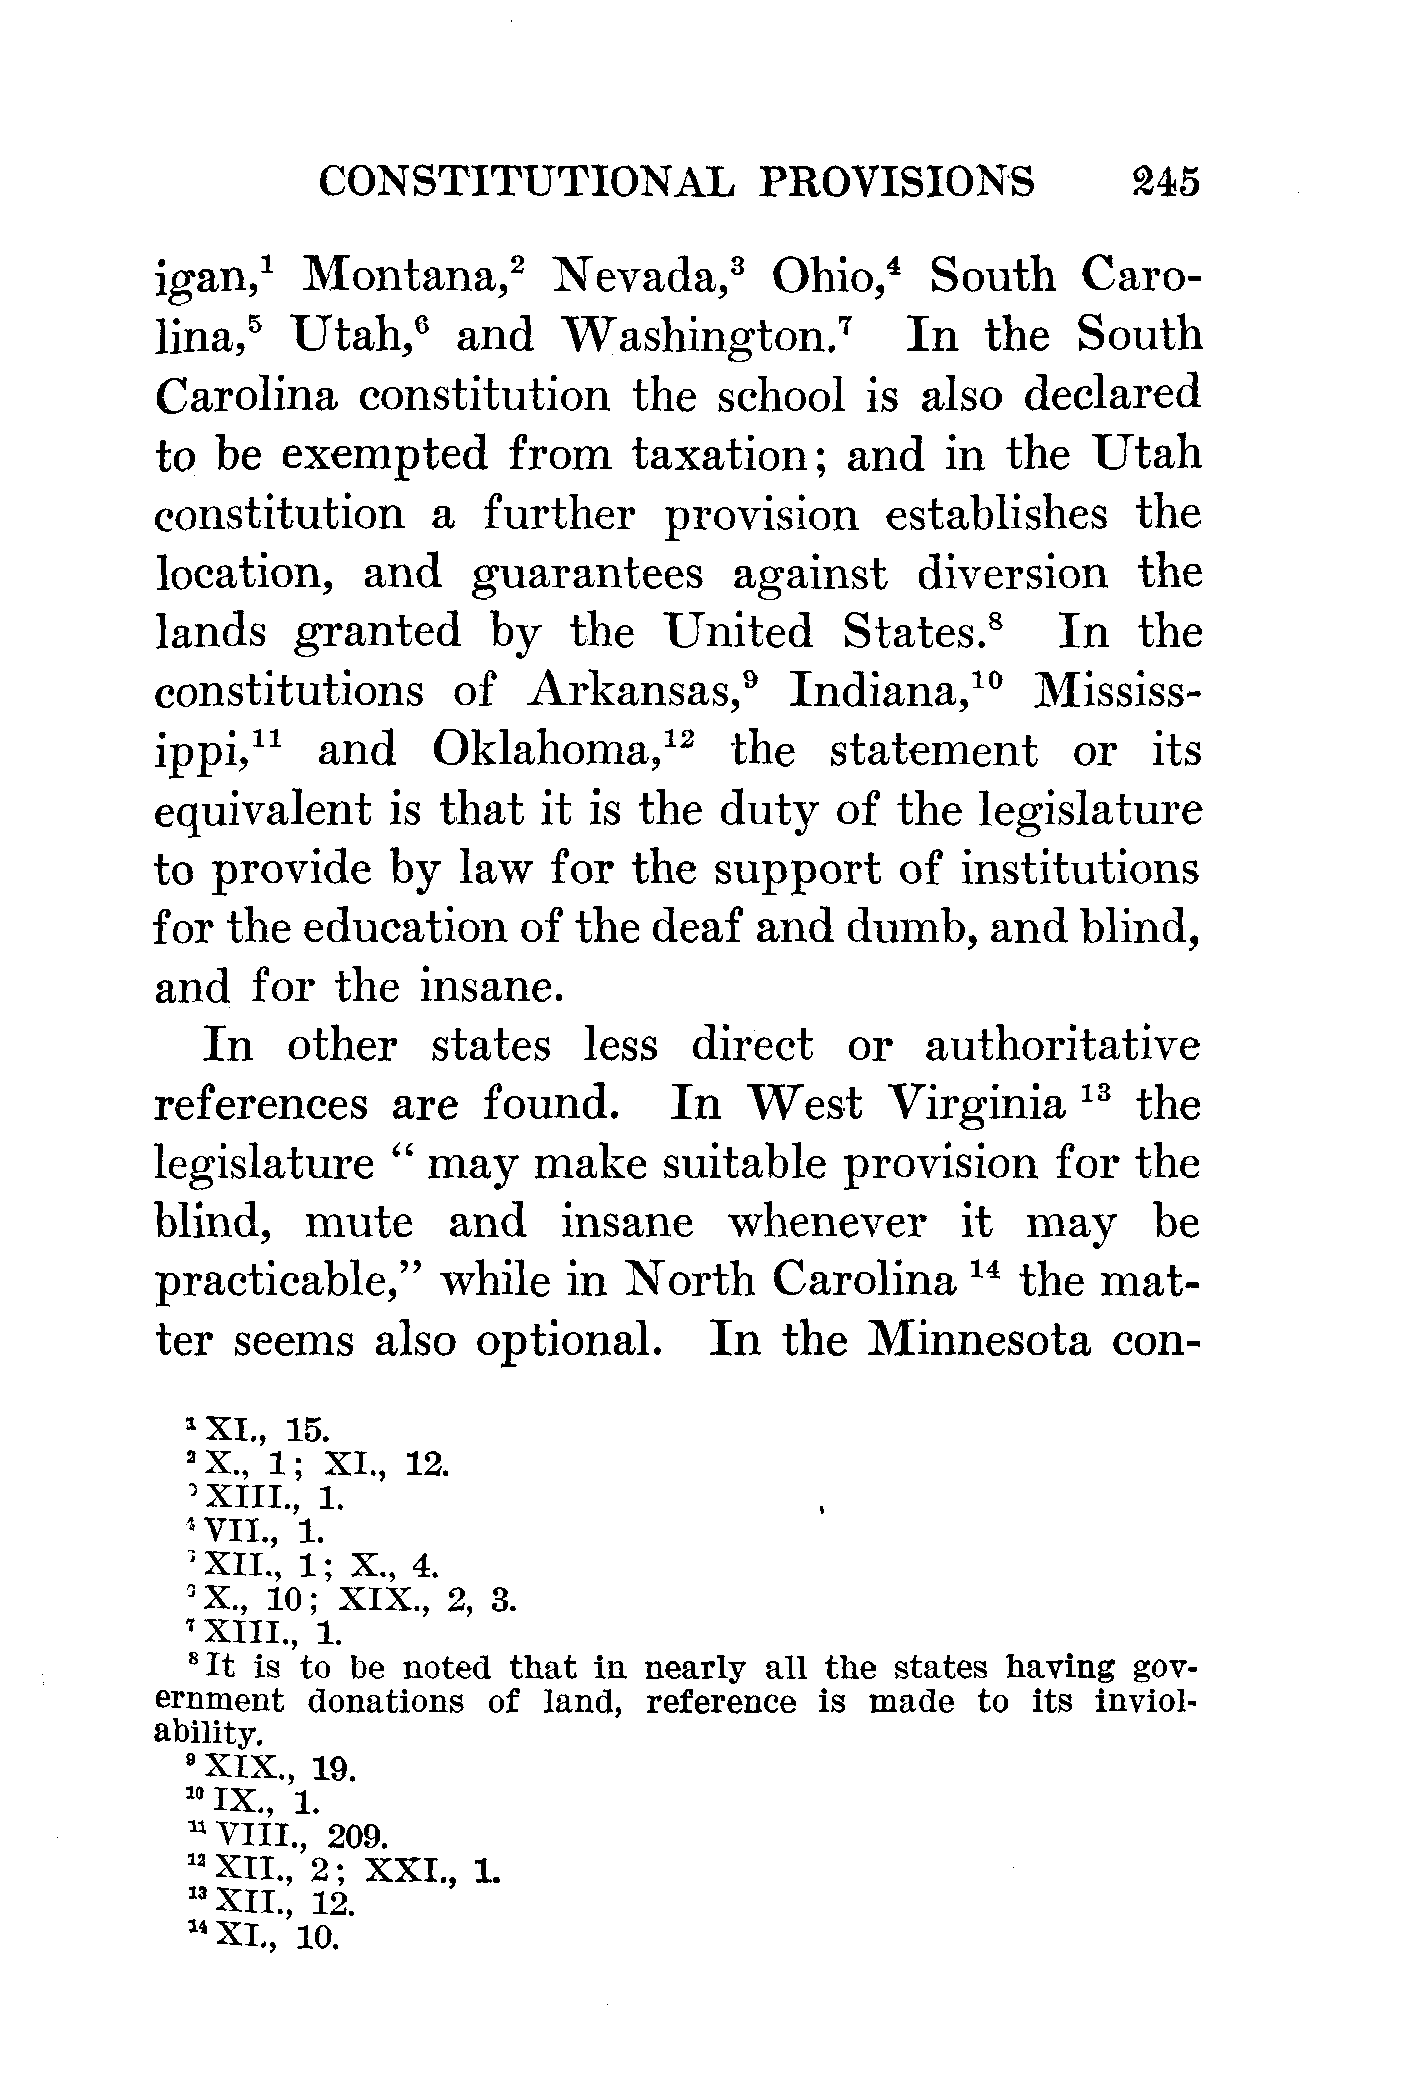 CONSTITUTIONAL PROVISIONS 245
igan,¹ Montana,² Nevada,³ Ohio,⁴ South Caro-
lina,⁵ Utah,⁶ and Washington.⁷ In the South
Carolina constitution the school is also declared
to be exempted from taxation; and in the Utah
constitution a further provision establishes the
location, and guarantees against diversion the
lands granted by the United States.⁸ In the
constitutions of Arkansas,⁹ Indiana,¹⁰ Mississ-
ippi,¹¹ and Oklahoma,¹² the statement or its
equivalent is that it is the duty of the legislature
to provide by law for the support of institutions
for the education of the deaf and dumb, and blind,
and for the insane.
In other states less direct or authoritative
references are found. In West Virginia ¹³ the
legislature “ may make suitable provision for the
blind, mute and insane whenever it may be
practicable,” while in North Carolina ¹⁴ the mat-
ter seems also optional. In the Minnesota con-
¹ XI., 15.
² X., 1; XI., 12.
³ XIII., 1.
⁴ VII., 1.
⁵ XII., 1; X., 4.
⁶ X., 10; XIX., 2, 3.
⁷ XIII., 1.
⁸ It is to be noted that in nearly all the states having gov-
ernment donations of land, reference is made to its inviol-
ability.
⁹ XIX., 19.
¹⁰ IX., 1.
¹¹ VIII., 209.
¹² XII., 2; XXI., 1.
¹³ XII., 12.
¹⁴ XI., 10.